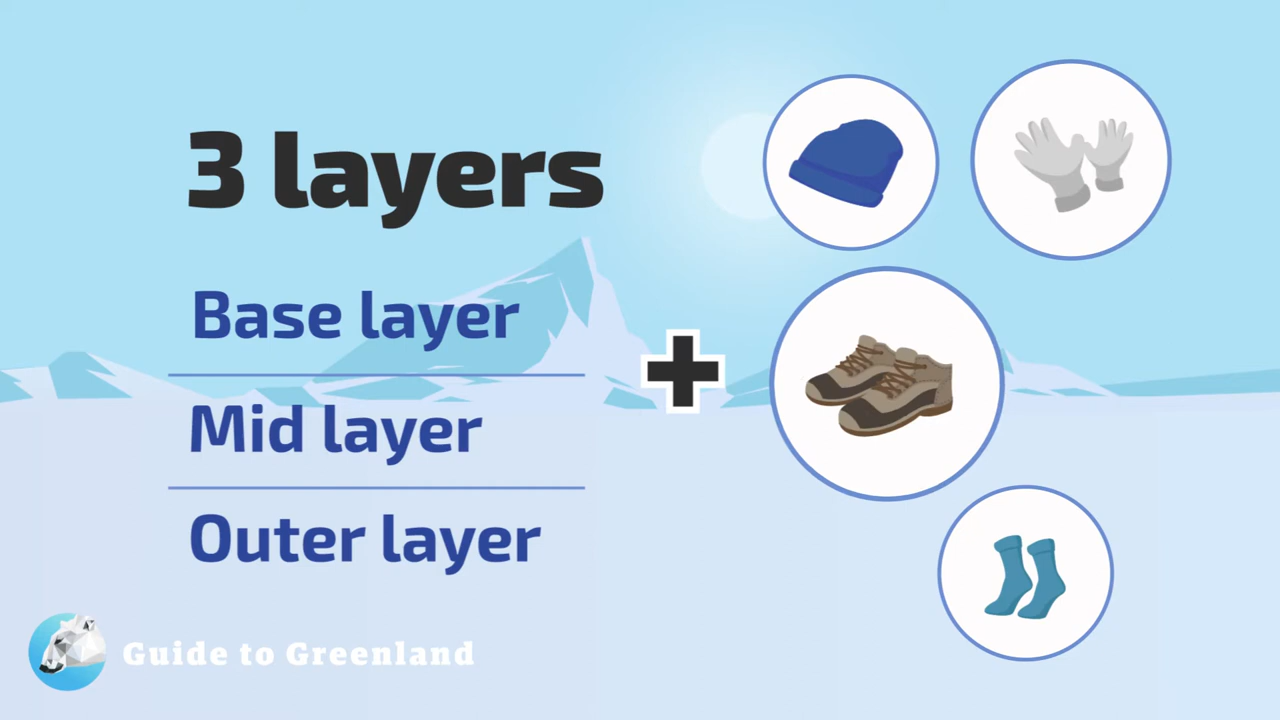 3 layers
Base layer
Mid layer
Outer layer
+
Guide to Greenland